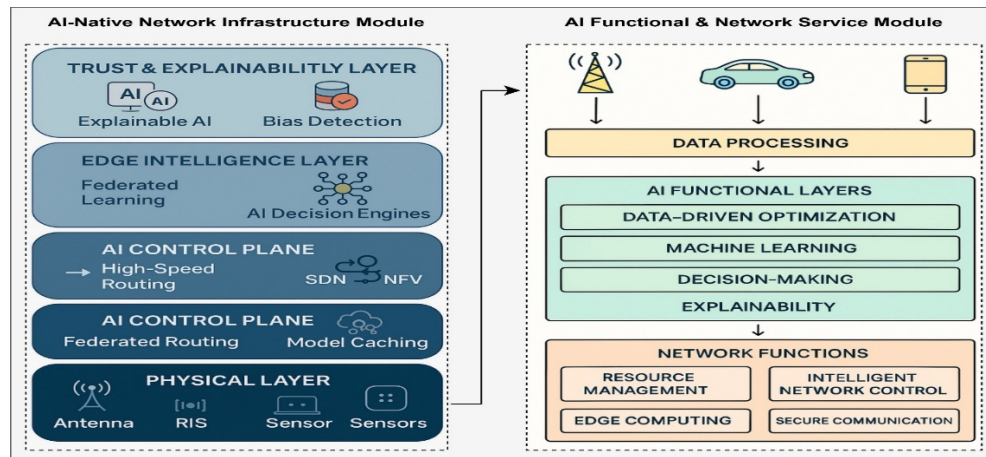 AI-Native Network Infrastructure Module
TRUST & EXPLAINABILITLY LAYER
AI
AI
Explainable AI
Bias Detection
EDGE INTELLIGENCE LAYER
Federated
Learning
AI Decision Engines
AI CONTROL PLANE
High-Speed
Routing
SDN
NFV
AI CONTROL PLANE
Federated Routing
Model Caching
PHYSICAL LAYER
Antenna
RIS
Sensor
Sensors
AI Functional & Network Service Module
DATA PROCESSING
AI FUNCTIONAL LAYERS
DATA-DRIVEN OPTIMIZATION
MACHINE LEARNING
DECISION-MAKING
EXPLAINABILITY
NETWORK FUNCTIONS
RESOURCE
MANAGEMENT
INTELLIGENT
NETWORK CONTROL
EDGE COMPUTING
SECURE COMMUNICATION